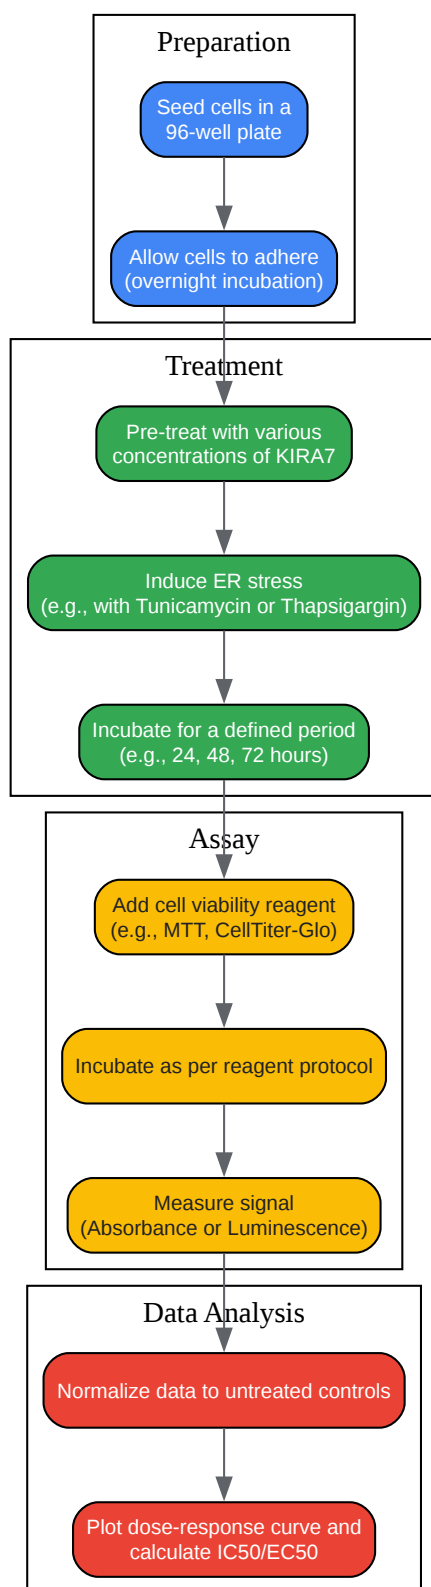 Preparation
Seed cells in a
96-well plate
Allow cells to adhere
(overnight incubation)
Treatment
Pre-treat with various
concentrations of KIRA7
Induce ER stress
(e.g., with Tunicamycin or Thapsigargin)
Incubate for a defined period
(e.g., 24, 48, 72 hours)
Assay
Add cell viability reagent
(e.g., MTT, CellTiter-Glo)
Incubate as per reagent protocol
Measure signal
(Absorbance or Luminescence)
Data Analysis
Normalize data to untreated controls
Plot dose-response curve and
calculate IC50/EC50